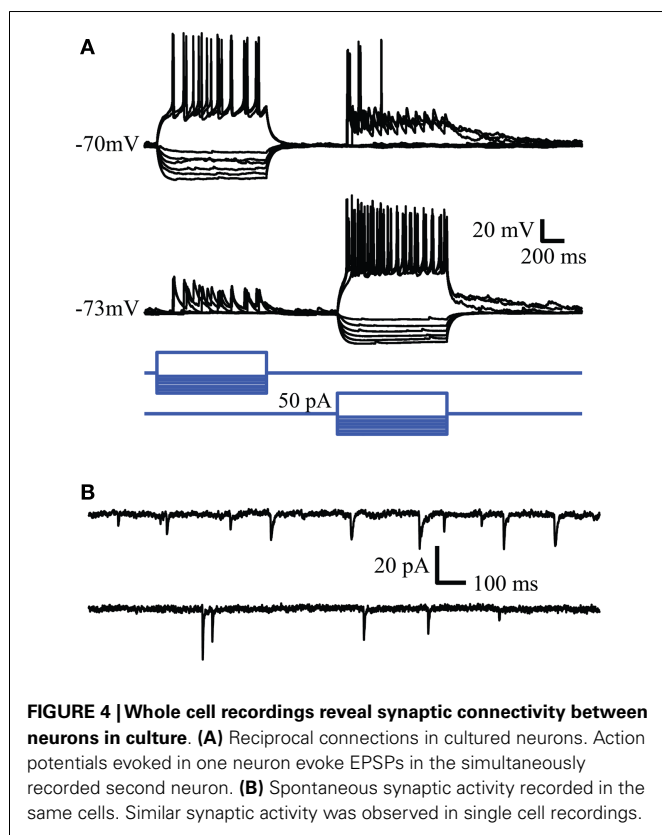 A
-70mV
20 mV
200 ms
-73mV
50 pA
B
20 pA
100 ms
FIGURE 4 | Whole cell recordings reveal synaptic connectivity between
neurons in culture. (A) Reciprocal connections in cultured neurons. Action
potentials evoked in one neuron evoke EPSPs in the simultaneously
recorded second neuron. (B) Spontaneous synaptic activity recorded in the
same cells. Similar synaptic activity was observed in single cell recordings.